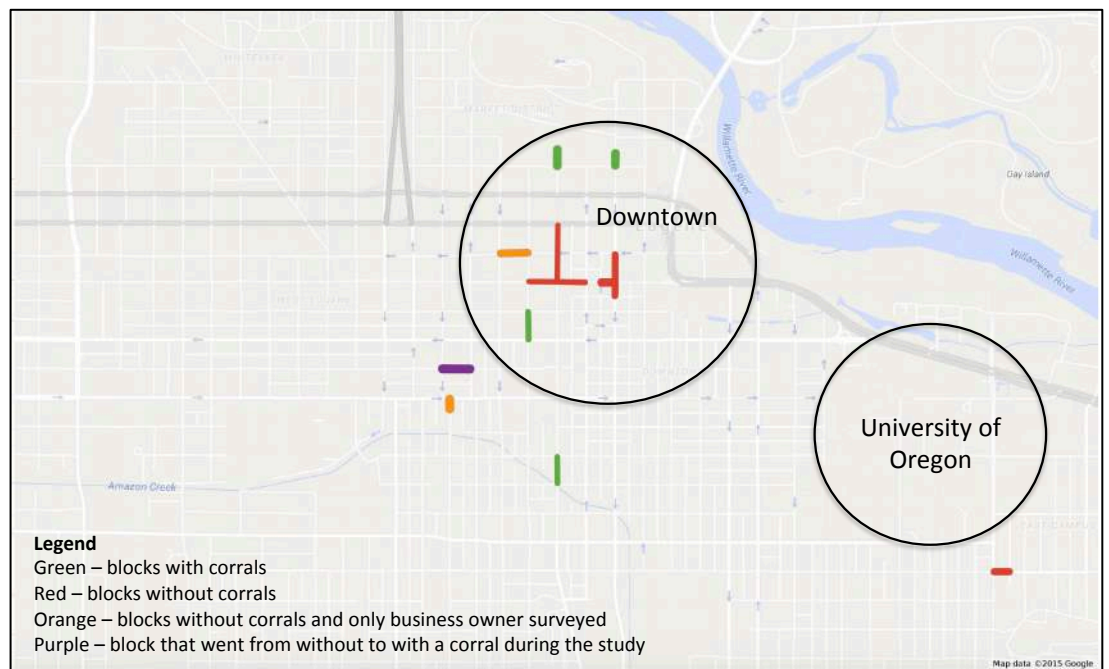 Willamette River
Gay Island
Downtown
Willamette River
University of
Oregon
Amazon Creek
Legend
Green – blocks with corrals
Red – blocks without corrals
Orange – blocks without corrals and only business owner surveyed
Purple – block that went from without to with a corral during the study
Map data ©2015 Google